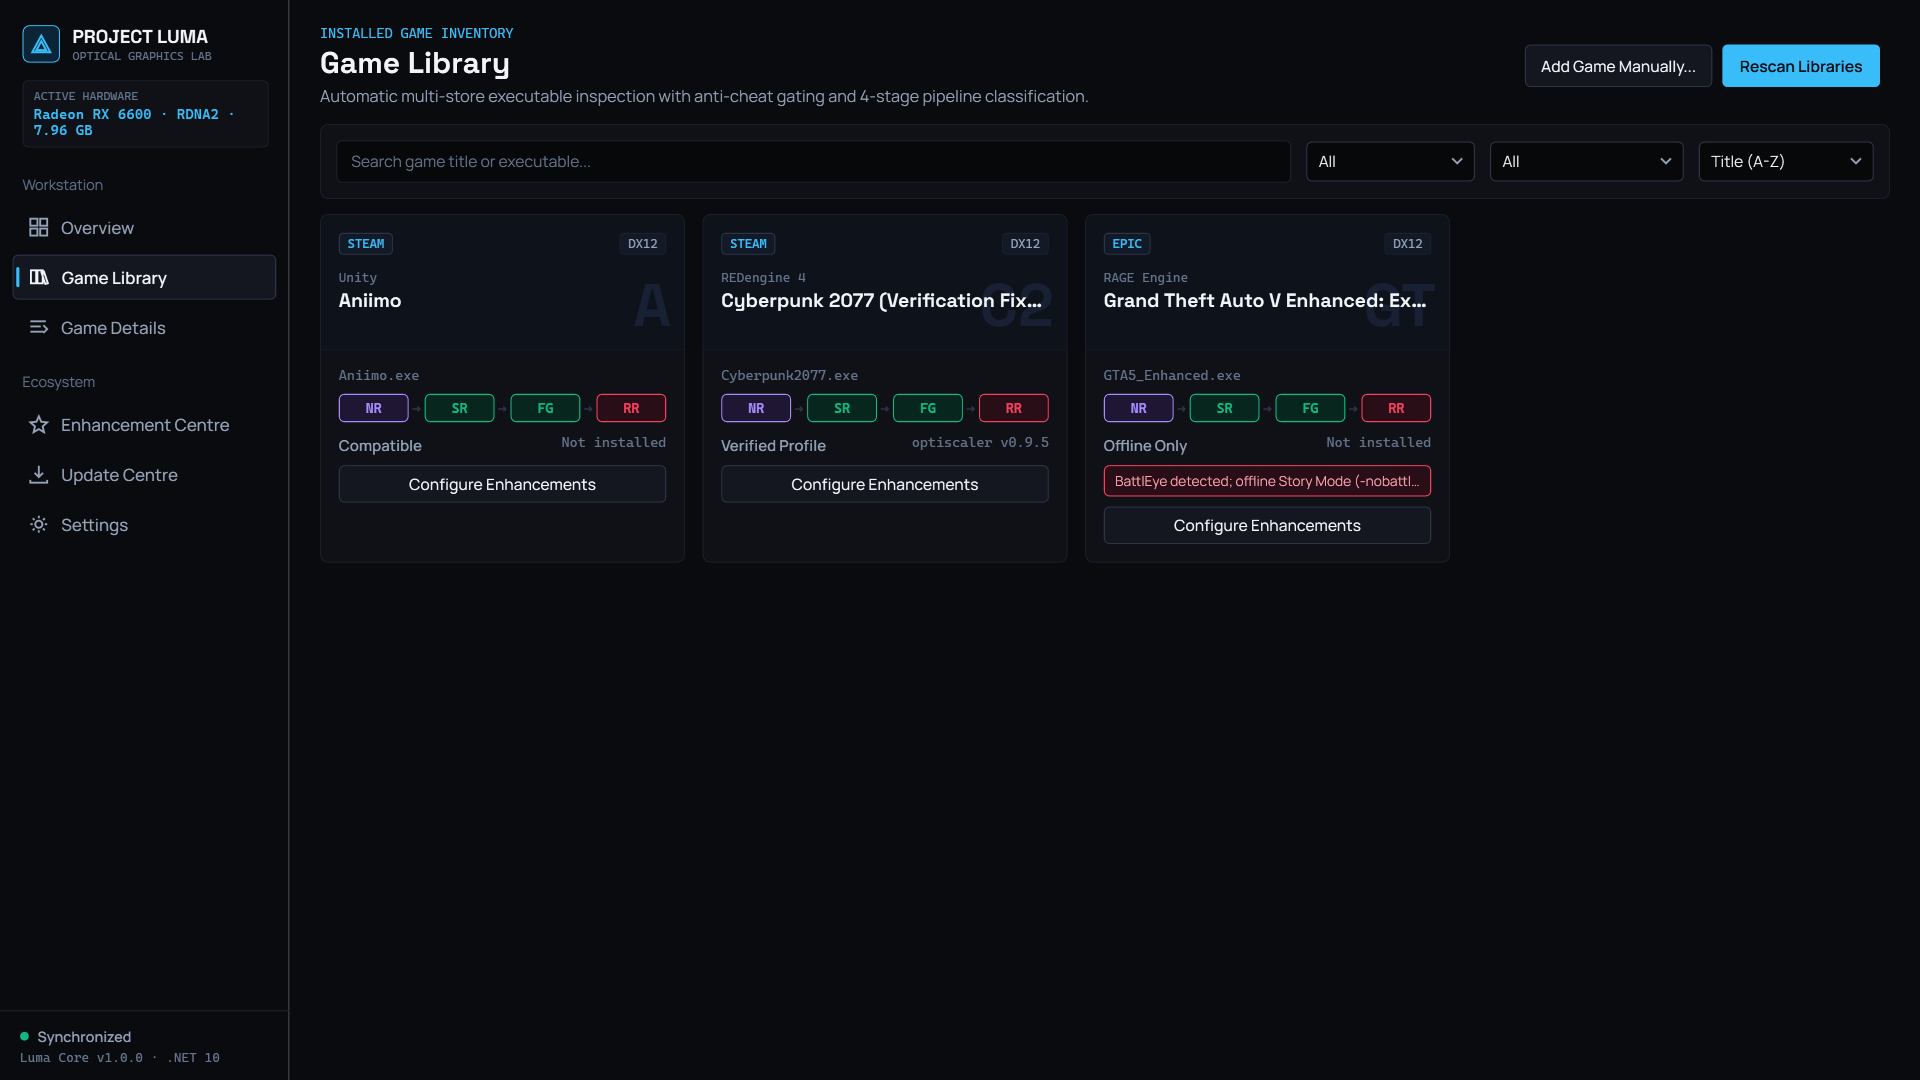 PROJECT LUMA
OPTICAL GRAPHICS LAB
ACTIVE HARDWARE
Radeon RX 6600 · RDNA2 ·
7.96 GB
Workstation
Overview
Game Library
Game Details
Ecosystem
Enhancement Centre
Update Centre
Settings
Synchronized
Luma Core v1.0.0 · .NET 10
INSTALLED GAME INVENTORY
Game Library
Automatic multi-store executable inspection with anti-cheat gating and 4-stage pipeline classification.
Add Game Manually...
Rescan Libraries
Search game title or executable...
All
All
Title (A-Z)
STEAM
DX12
Unity
Aniimo
A
Aniimo.exe
NR → SR → FG → RR
Compatible
Not installed
Configure Enhancements
STEAM
DX12
REDengine 4
Cyberpunk 2077 (Verification Fix...
C2
Cyberpunk2077.exe
NR → SR → FG → RR
Verified Profile
optiscaler v0.9.5
Configure Enhancements
EPIC
DX12
RAGE Engine
Grand Theft Auto V Enhanced: Ex...
GT
GTA5_Enhanced.exe
NR → SR → FG → RR
Offline Only
Not installed
BattlEye detected; offline Story Mode (-nobattl...
Configure Enhancements